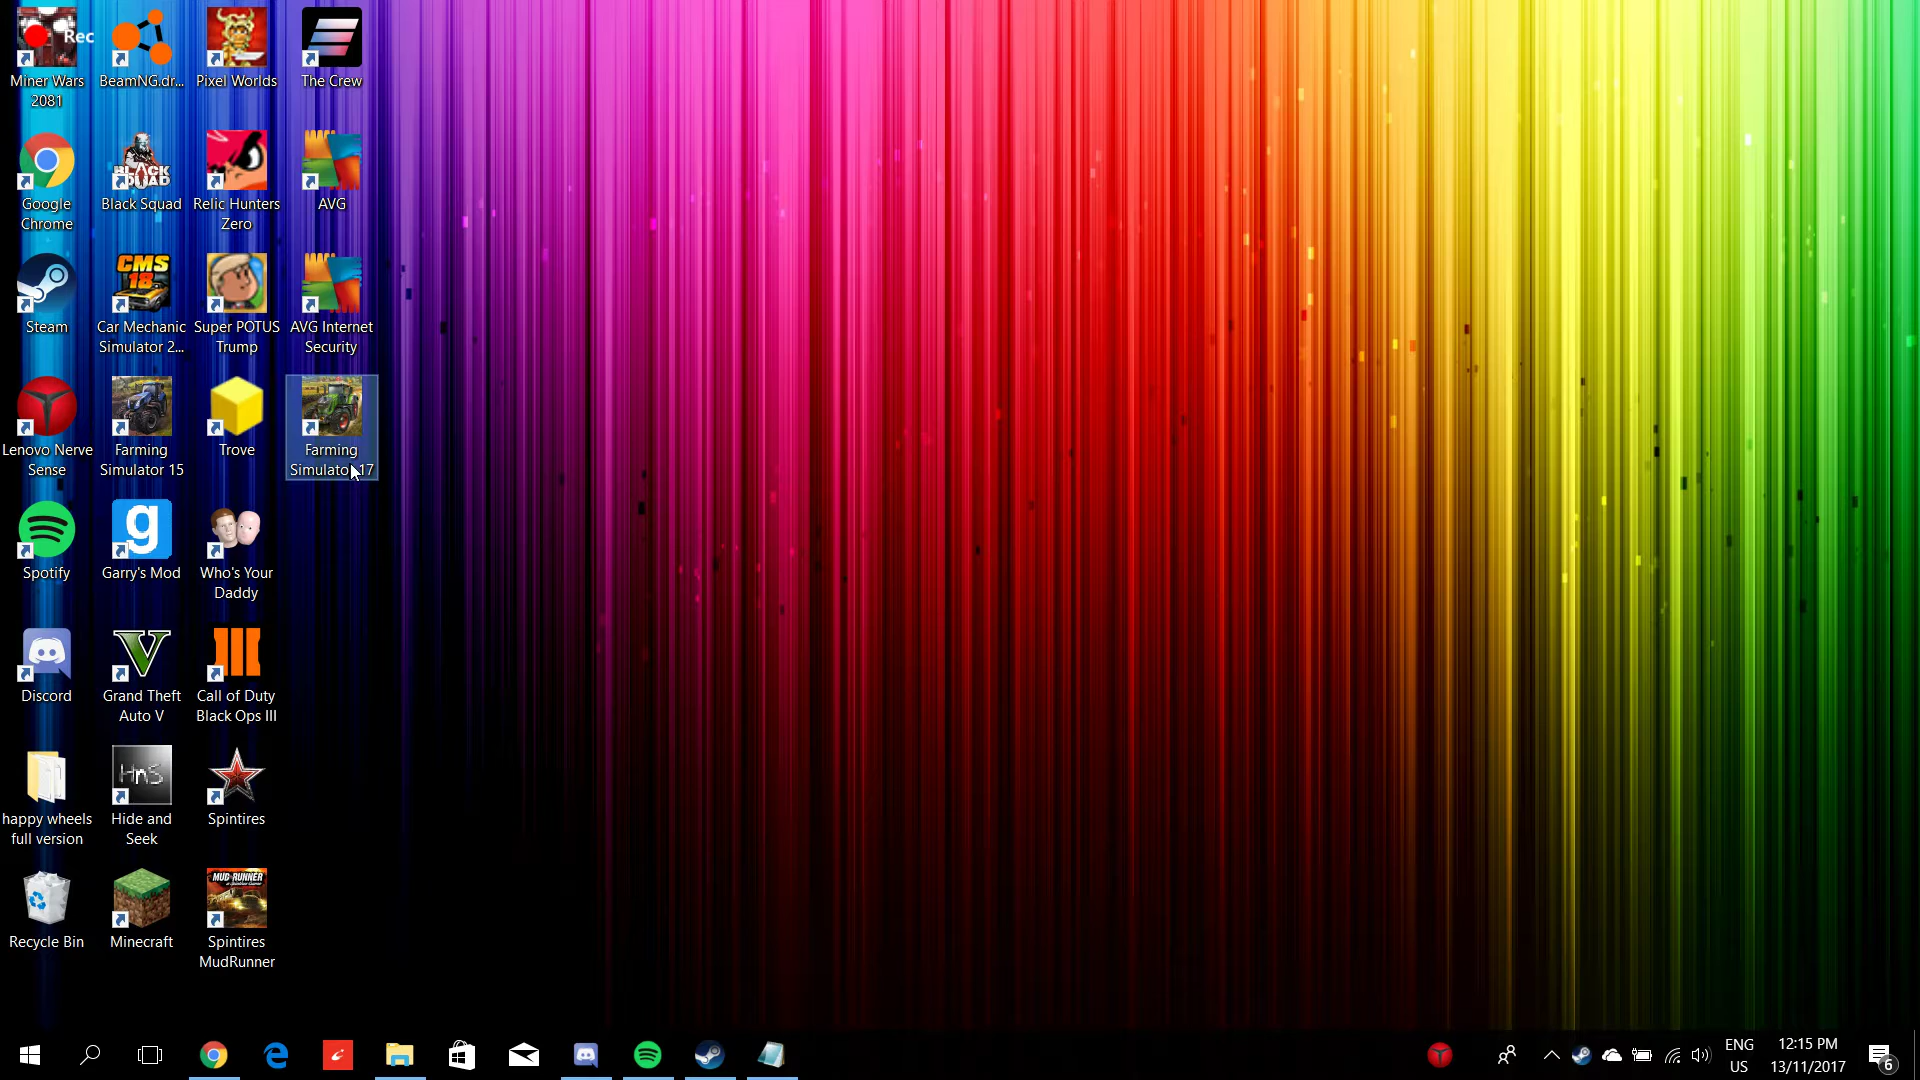 Rec
Miner Wars
2081
BeamNG.dr...
Pixel Worlds
The Crew
Google
Chrome
BLACK
SQUAD
Black Squad
Relic Hunters
Zero
AVG
Steam
CMS
18
Car Mechanic
Simulator 2...
Super POTUS
Trump
AVG Internet
Security
Lenovo Nerve
Sense
Farming
Simulator 15
Trove
Farming
Simulator 17
Spotify
g
Garry's Mod
Who's Your
Daddy
Discord
V
Grand Theft
Auto V
III
Call of Duty
Black Ops III
happy wheels
full version
HnS
Hide and
Seek
Spintires
Recycle Bin
Minecraft
MUDRUNNER
Spintires
MudRunner
ENG
US
12:15 PM
13/11/2017
6